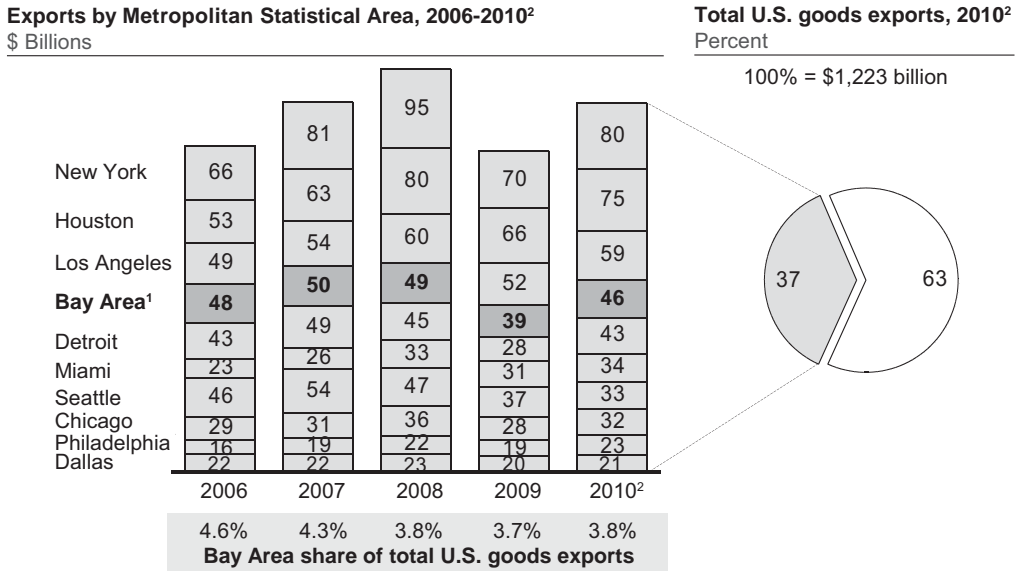 Exports by Metropolitan Statistical Area, 2006-2010²
$ Billions
Total U.S. goods exports, 2010²
Percent
100% = $1,223 billion
New York 66 81 95 70 80
Houston 53 63 80 66 75
Los Angeles 49 54 60 52 59
Bay Area¹ 48 50 49 39 46
Detroit 43 49 45 28 43
Miami 23 26 33 31 34
Seattle 46 54 47 37 33
Chicago 29 31 36 28 32
Philadelphia 16 19 22 19 23
Dallas 22 22 23 20 21
37 63
2006 2007 2008 2009 2010²
4.6% 4.3% 3.8% 3.7% 3.8%
Bay Area share of total U.S. goods exports